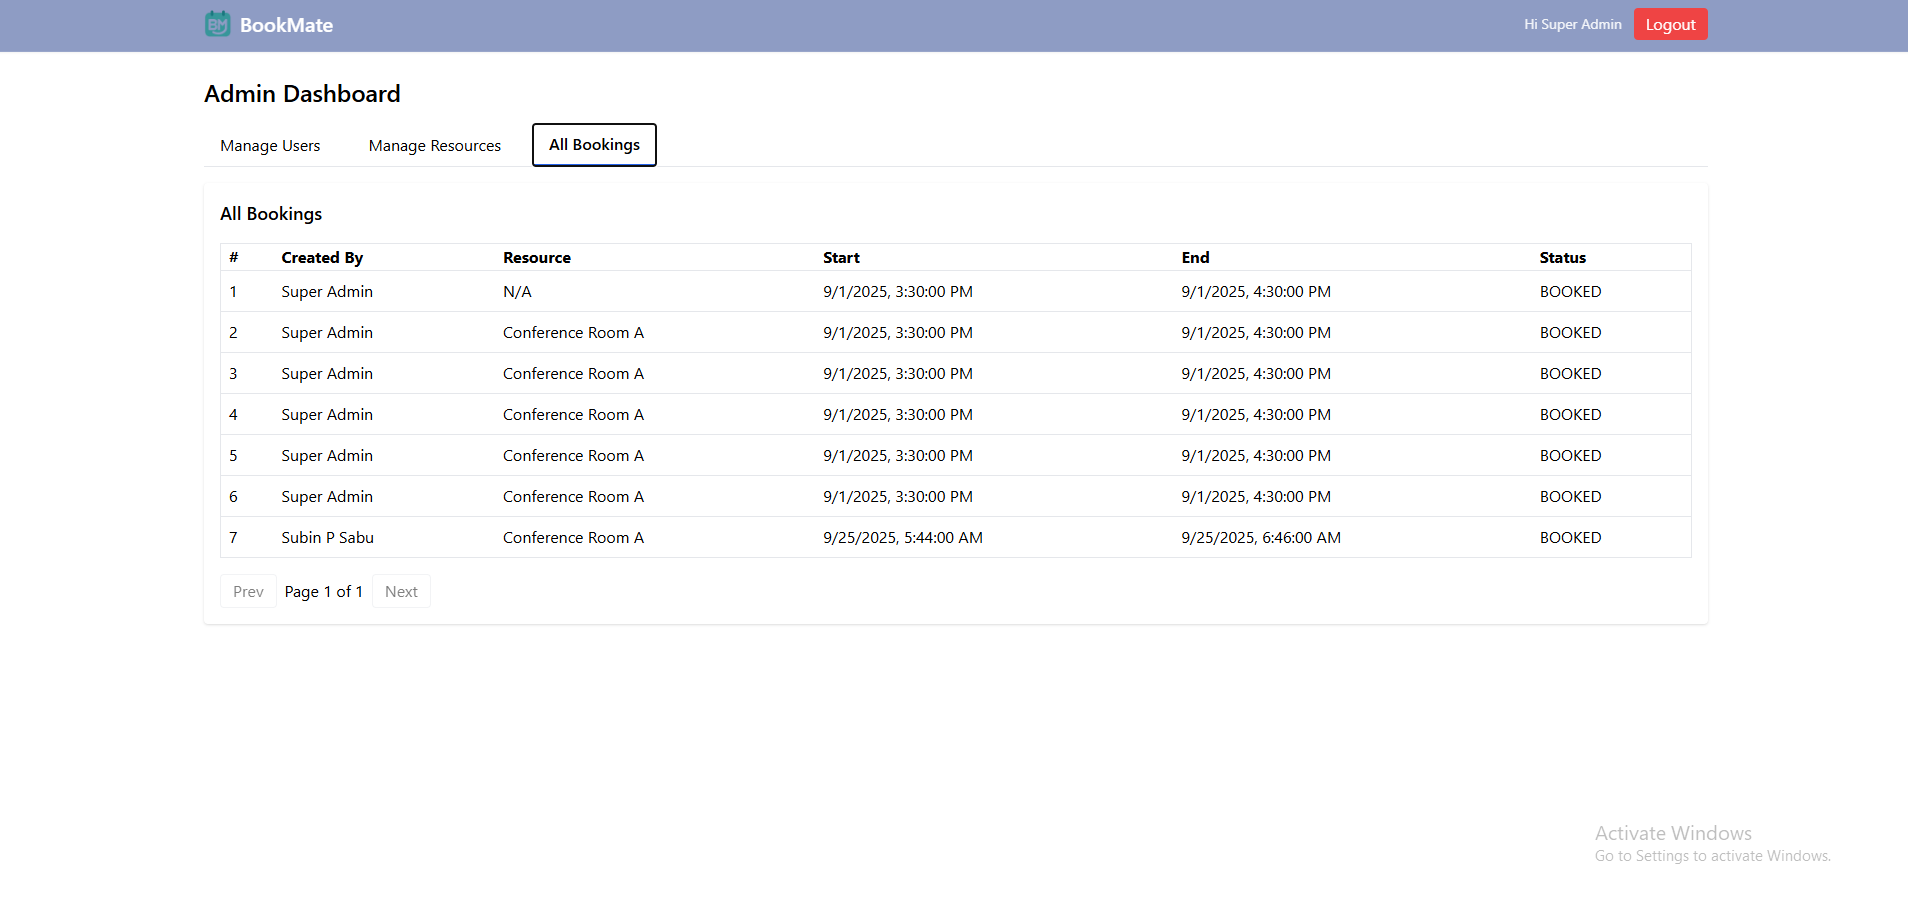 BM BookMate Hi Super Admin Logout
Admin Dashboard
Manage Users Manage Resources All Bookings
All Bookings
# Created By Resource Start End Status
1 Super Admin N/A 9/1/2025, 3:30:00 PM 9/1/2025, 4:30:00 PM BOOKED
2 Super Admin Conference Room A 9/1/2025, 3:30:00 PM 9/1/2025, 4:30:00 PM BOOKED
3 Super Admin Conference Room A 9/1/2025, 3:30:00 PM 9/1/2025, 4:30:00 PM BOOKED
4 Super Admin Conference Room A 9/1/2025, 3:30:00 PM 9/1/2025, 4:30:00 PM BOOKED
5 Super Admin Conference Room A 9/1/2025, 3:30:00 PM 9/1/2025, 4:30:00 PM BOOKED
6 Super Admin Conference Room A 9/1/2025, 3:30:00 PM 9/1/2025, 4:30:00 PM BOOKED
7 Subin P Sabu Conference Room A 9/25/2025, 5:44:00 AM 9/25/2025, 6:46:00 AM BOOKED
Prev Page 1 of 1 Next
Activate Windows
Go to Settings to activate Windows.